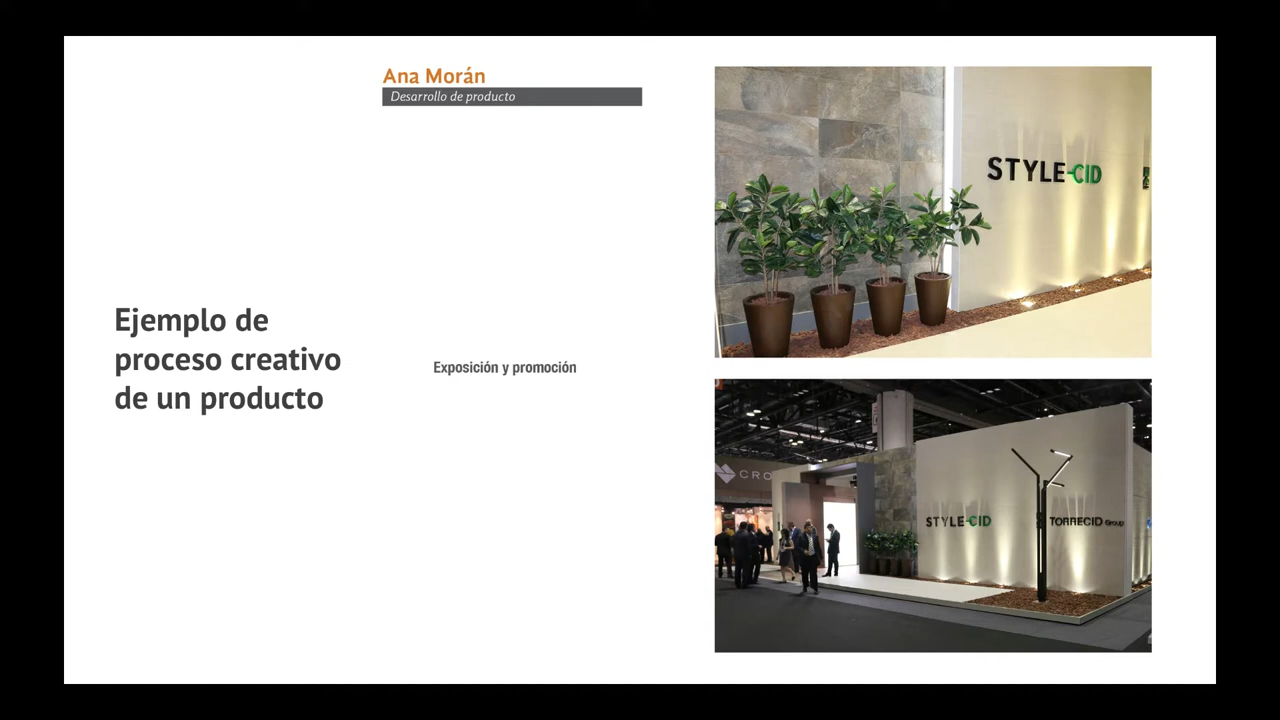 Ana Morán
Desarrollo de producto
Ejemplo de
proceso creativo
de un producto
Exposición y promoción
STYLE-CID
CRO
STYLE-CID
TORRECID Group